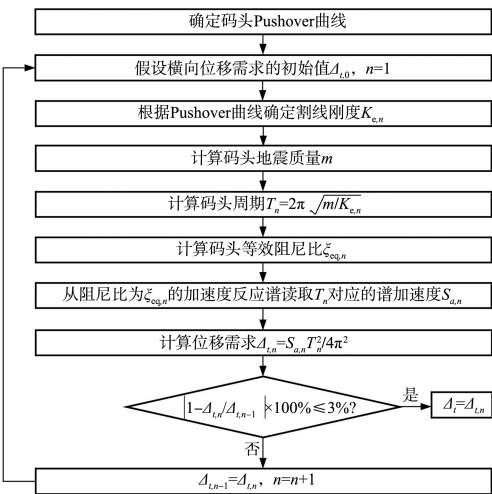 确定码头Pushover曲线
假设横向位移需求的初始值Δt,0，n=1
根据Pushover曲线确定割线刚度Ke,n
计算码头地震质量m
计算码头周期Tn=2π √m/Ke,n
计算码头等效阻尼比ξeq,n
从阻尼比为ξeq,n的加速度反应谱读取Tn对应的谱加速度Sa,n
计算位移需求Δt,n=Sa,nTn²/4π²
|1−Δt,n/Δt,n−1|×100%≤3%?
是
Δt=Δt,n
否
Δt,n−1=Δt,n，n=n+1